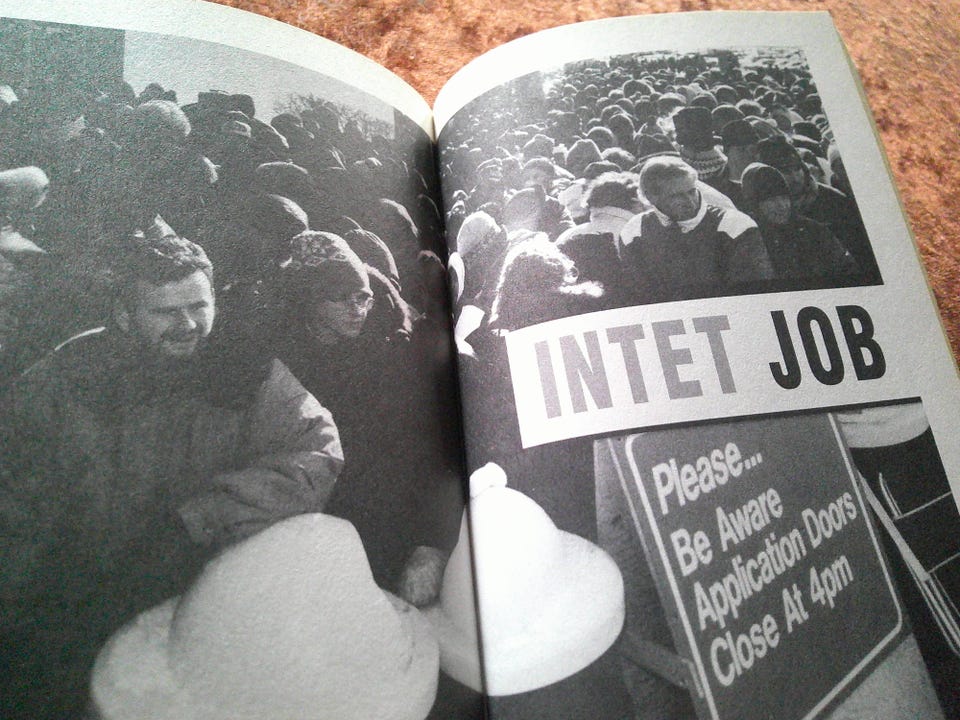 INTET JOB
Please...
Be Aware
Application Doors
Close At 4pm